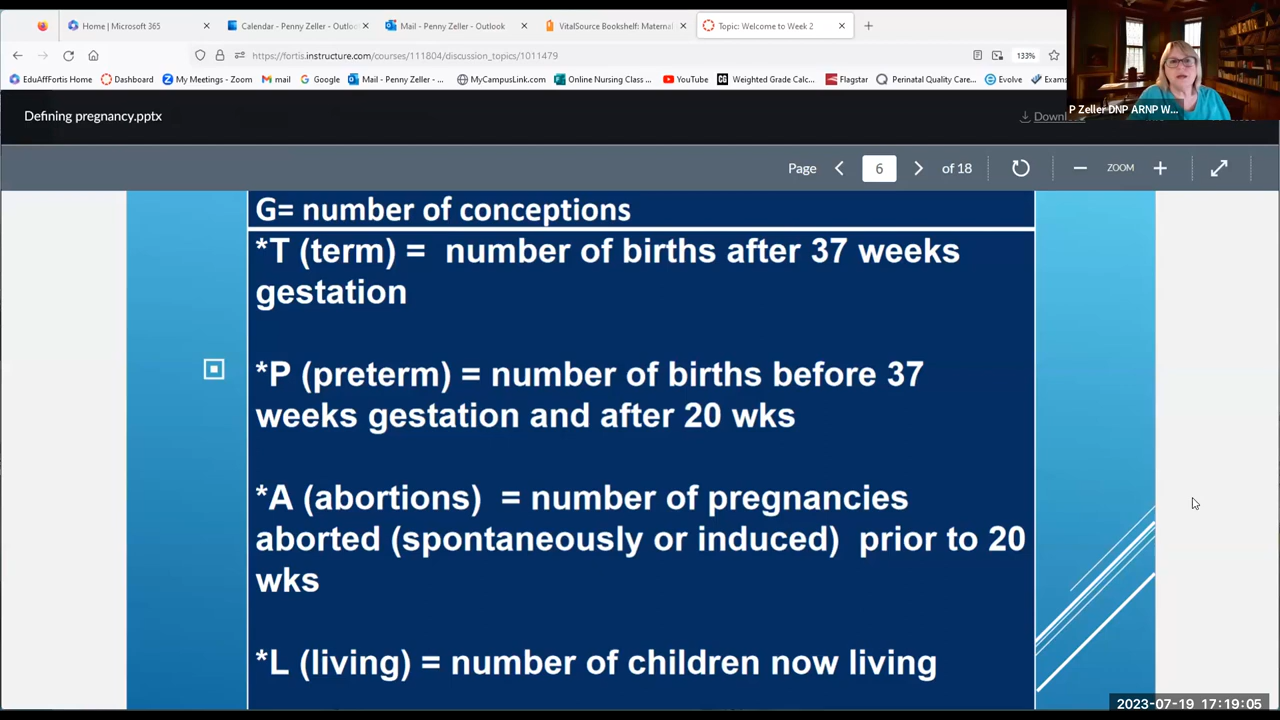 Home | Microsoft 365
Calendar - Penny Zeller - Outloo
Mail - Penny Zeller - Outlook
VitalSource Bookshelf: Maternal
Topic: Welcome to Week 2
https://fortis.instructure.com/courses/111804/discussion_topics/1011479
133%
EduAffFortis Home
Dashboard
My Meetings - Zoom
mail
Google
Mail - Penny Zeller - ...
MyCampusLink.com
Online Nursing Class ...
YouTube
Weighted Grade Calc...
Flagstar
Perinatal Quality Care...
Evolve
Exams
P Zeller DNP ARNP W...
Defining pregnancy.pptx
Downl
Page
6
of 18
ZOOM
G= number of conceptions
*T (term) = number of births after 37 weeks
gestation
*P (preterm) = number of births before 37
weeks gestation and after 20 wks
*A (abortions) = number of pregnancies
aborted (spontaneously or induced) prior to 20
wks
*L (living) = number of children now living
2023-07-19 17:19:05